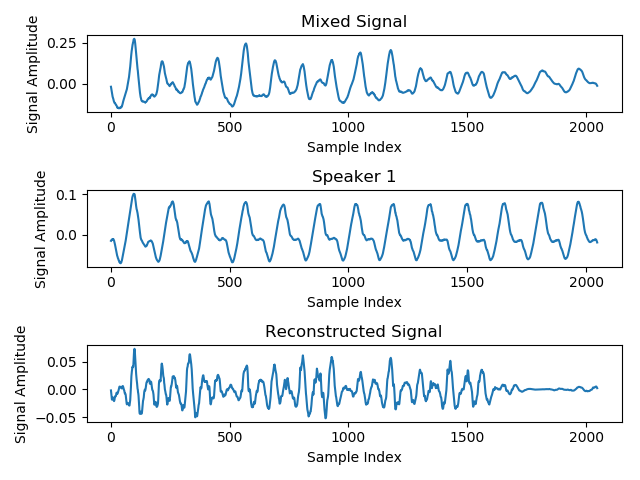 Mixed Signal
Signal Amplitude
0.25
0.00
0 500 1000 1500 2000
Sample Index
Speaker 1
Signal Amplitude
0.1
0.0
0 500 1000 1500 2000
Sample Index
Reconstructed Signal
Signal Amplitude
0.05
0.00
−0.05
0 500 1000 1500 2000
Sample Index